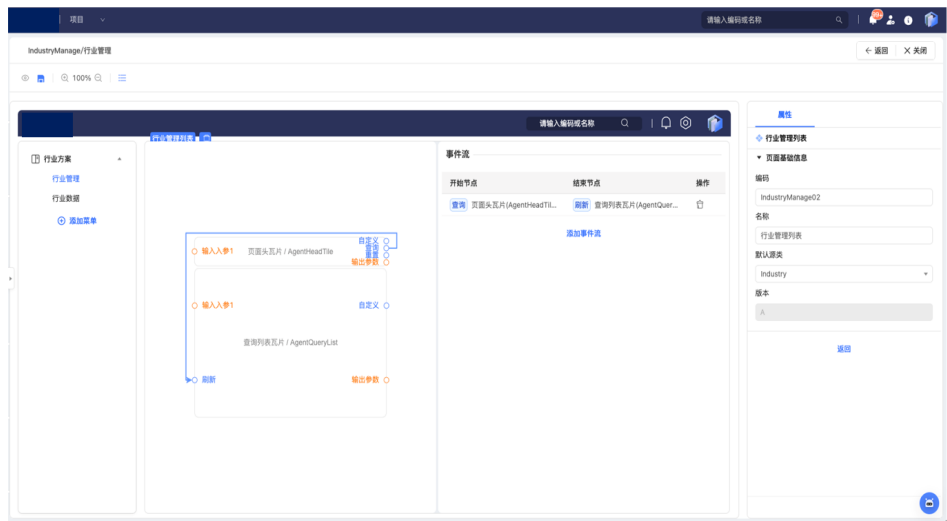 项目
请输入编码或名称
99+
IndustryManage/行业管理
返回
关闭
100%
请输入编码或名称
行业管理列表
行业方案
行业管理
行业数据
添加菜单
自定义
查询
重置
输入入参1
页面头瓦片 / AgentHeadTile
输出参数
输入入参1
自定义
查询列表瓦片 / AgentQueryList
刷新
输出参数
事件流
开始节点 结束节点 操作
查询 页面头瓦片(AgentHeadTil... 刷新 查询列表瓦片(AgentQuer...
添加事件流
属性
行业管理列表
页面基础信息
编码
IndustryManage02
名称
行业管理列表
默认源类
Industry
版本
A
返回